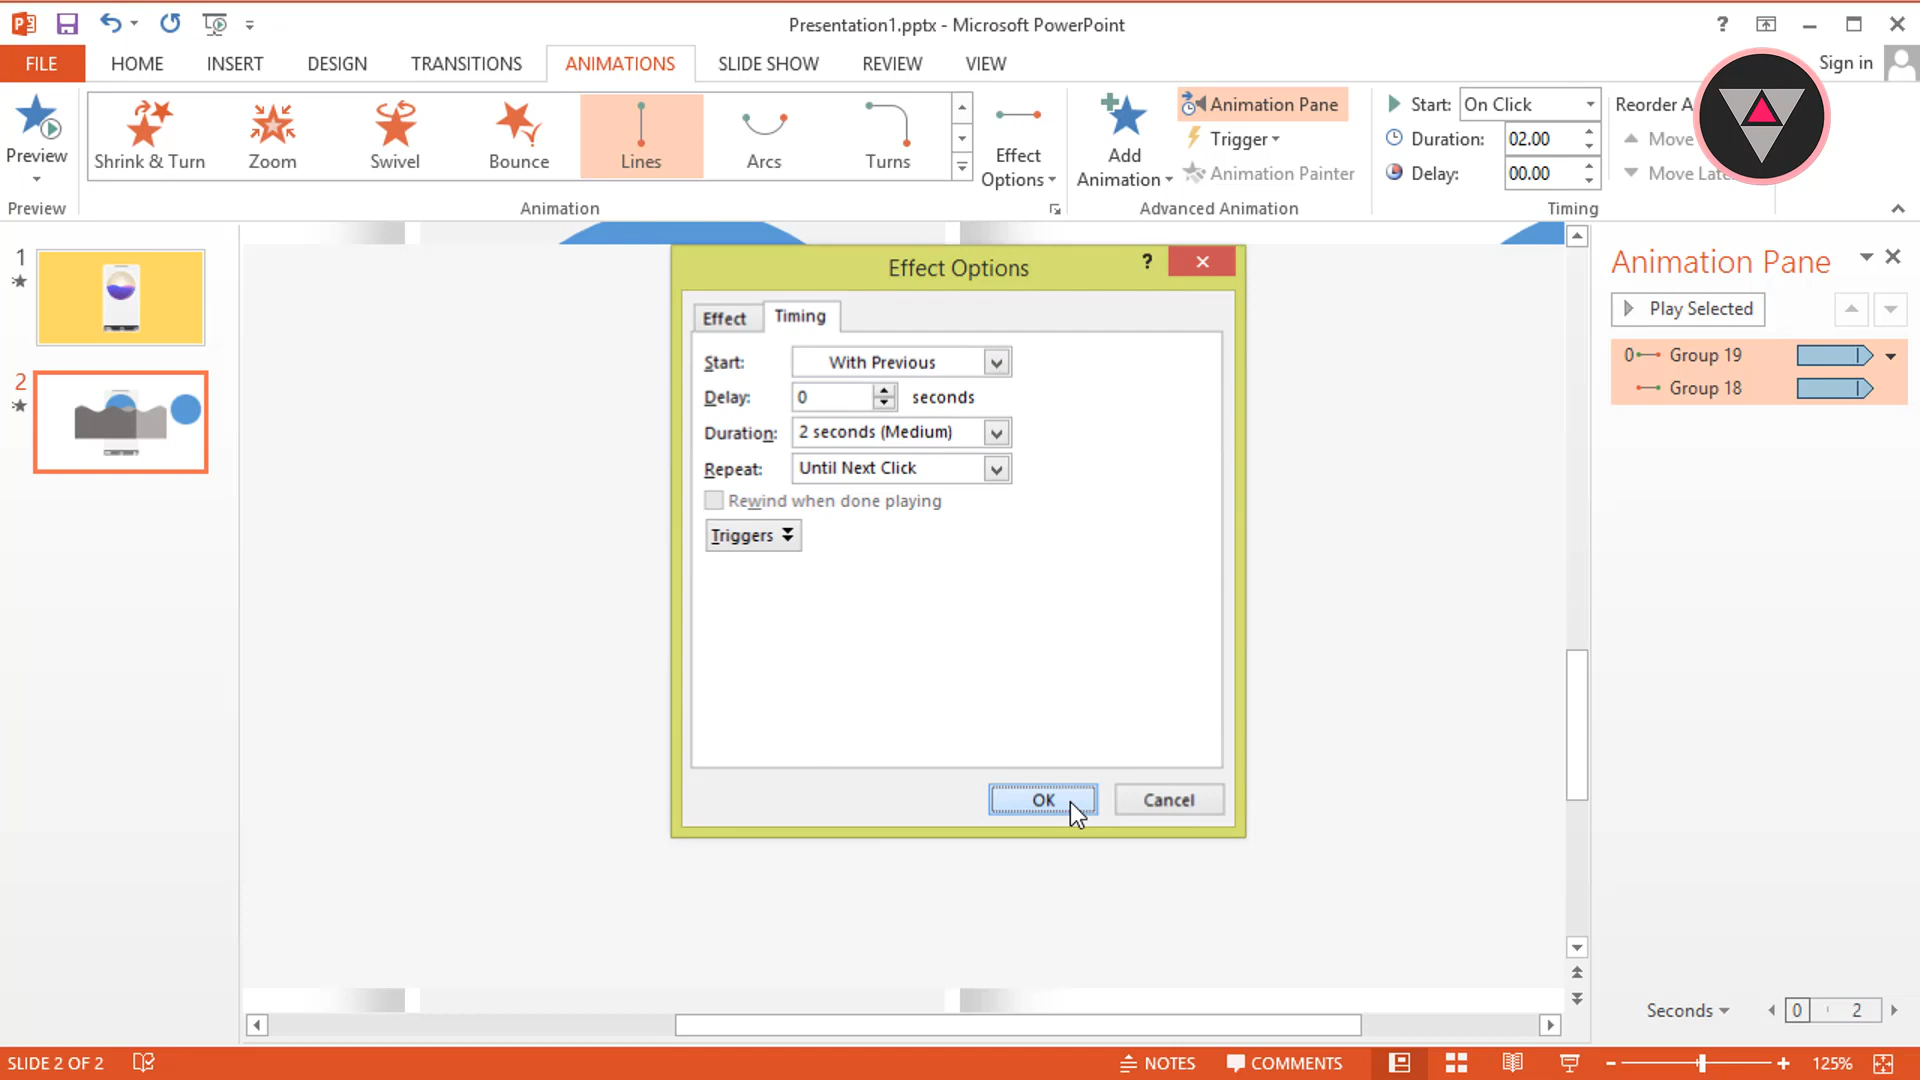 Presentation1.pptx - Microsoft PowerPoint
?
FILE HOME INSERT DESIGN TRANSITIONS ANIMATIONS SLIDE SHOW REVIEW VIEW
Sign in
Preview
Shrink & Turn
Zoom
Swivel
Bounce
Lines
Arcs
Turns
Effect
Options
Add
Animation
Animation Pane
Trigger
Animation Painter
Start: On Click
Duration: 02.00
Delay: 00.00
Reorder A
Move
Move Late
Preview
Animation
Advanced Animation
Timing
1
2
Effect Options
?
Effect
Timing
Start: With Previous
Delay: 0 seconds
Duration: 2 seconds (Medium)
Repeat: Until Next Click
Rewind when done playing
Triggers
OK
Cancel
Animation Pane
Play Selected
0 Group 19
Group 18
Seconds 0 2
SLIDE 2 OF 2
NOTES
COMMENTS
125%